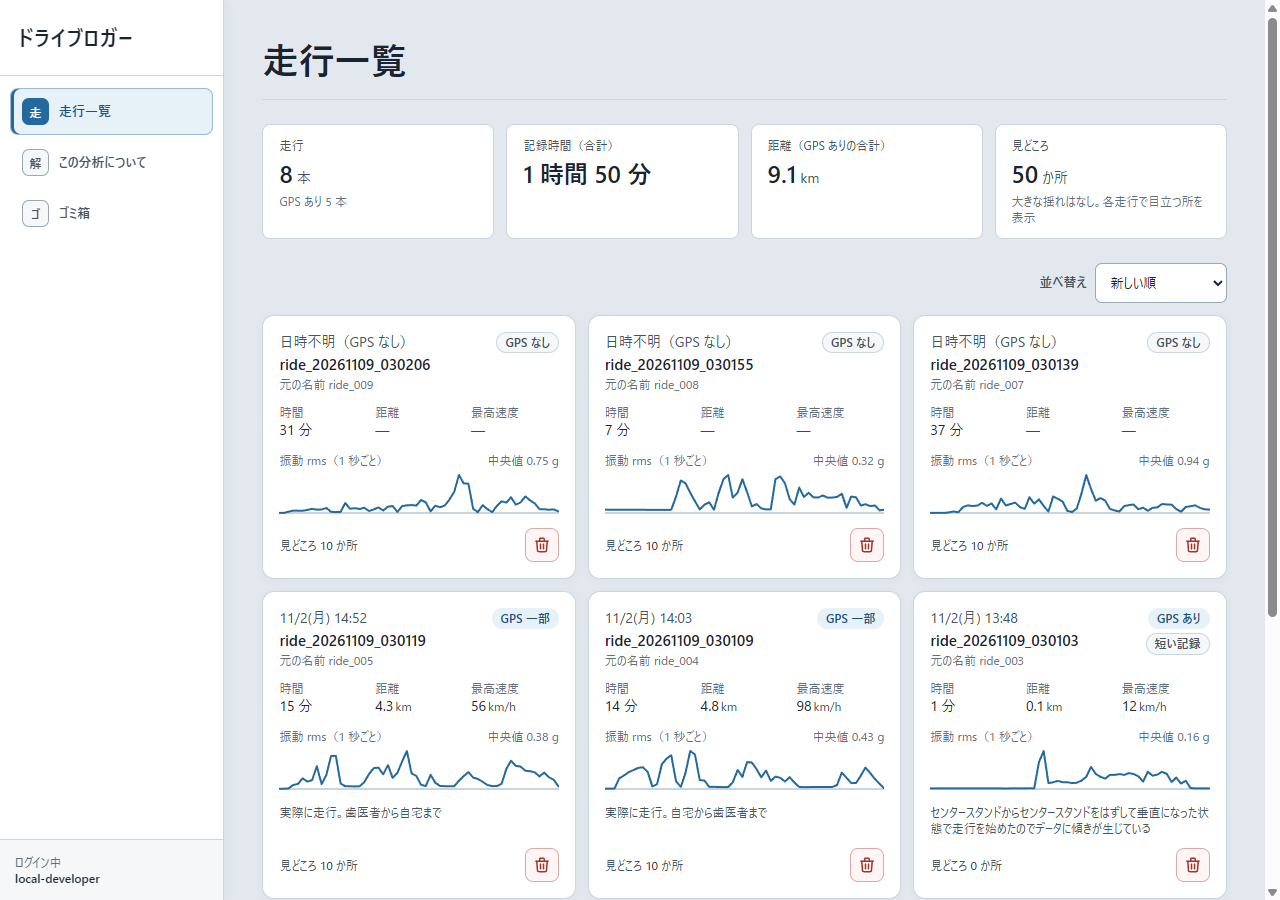 ドライブロガー
走 走行一覧
解 この分析について
ゴ ゴミ箱
ログイン中
local-developer
走行一覧
走行
8 本
GPS あり 5 本
記録時間（合計）
1 時間 50 分
距離（GPS ありの合計）
9.1 km
見どころ
50 か所
大きな揺れはなし。各走行で目立つ所を
表示
並べ替え 新しい順
日時不明（GPS なし） GPS なし
ride_20261109_030206
元の名前 ride_009
時間 距離 最高速度
31 分 — —
振動 rms（1 秒ごと） 中央値 0.75 g
見どころ 10 か所
日時不明（GPS なし） GPS なし
ride_20261109_030155
元の名前 ride_008
時間 距離 最高速度
7 分 — —
振動 rms（1 秒ごと） 中央値 0.32 g
見どころ 10 か所
日時不明（GPS なし） GPS なし
ride_20261109_030139
元の名前 ride_007
時間 距離 最高速度
37 分 — —
振動 rms（1 秒ごと） 中央値 0.94 g
見どころ 10 か所
11/2(月) 14:52 GPS 一部
ride_20261109_030119
元の名前 ride_005
時間 距離 最高速度
15 分 4.3 km 56 km/h
振動 rms（1 秒ごと） 中央値 0.38 g
実際に走行。歯医者から自宅まで
見どころ 10 か所
11/2(月) 14:03 GPS 一部
ride_20261109_030109
元の名前 ride_004
時間 距離 最高速度
14 分 4.8 km 98 km/h
振動 rms（1 秒ごと） 中央値 0.43 g
実際に走行。自宅から歯医者まで
見どころ 10 か所
11/2(月) 13:48 GPS あり
ride_20261109_030103 短い記録
元の名前 ride_003
時間 距離 最高速度
1 分 0.1 km 12 km/h
振動 rms（1 秒ごと） 中央値 0.16 g
センタースタンドからセンタースタンドをはずして垂直になった状
態で走行を始めたのでデータに傾きが生じている
見どころ 0 か所